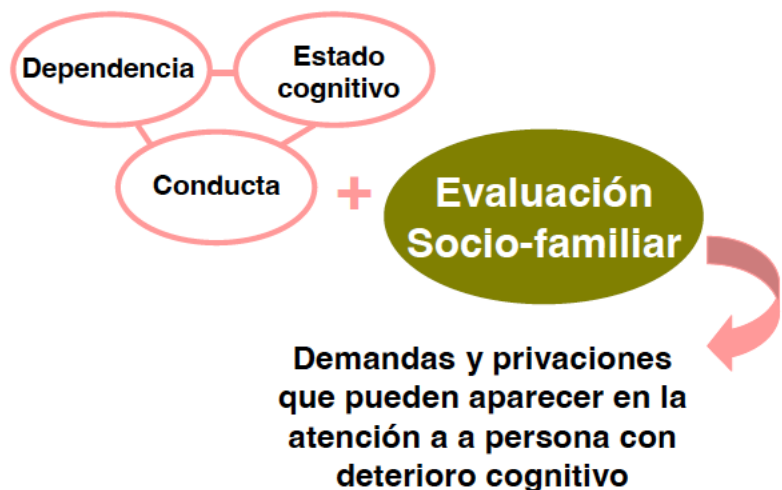 Dependencia
Estado
cognitivo
Conducta
+
Evaluación
Socio-familiar
Demandas y privaciones
que pueden aparecer en la
atención a a persona con
deterioro cognitivo